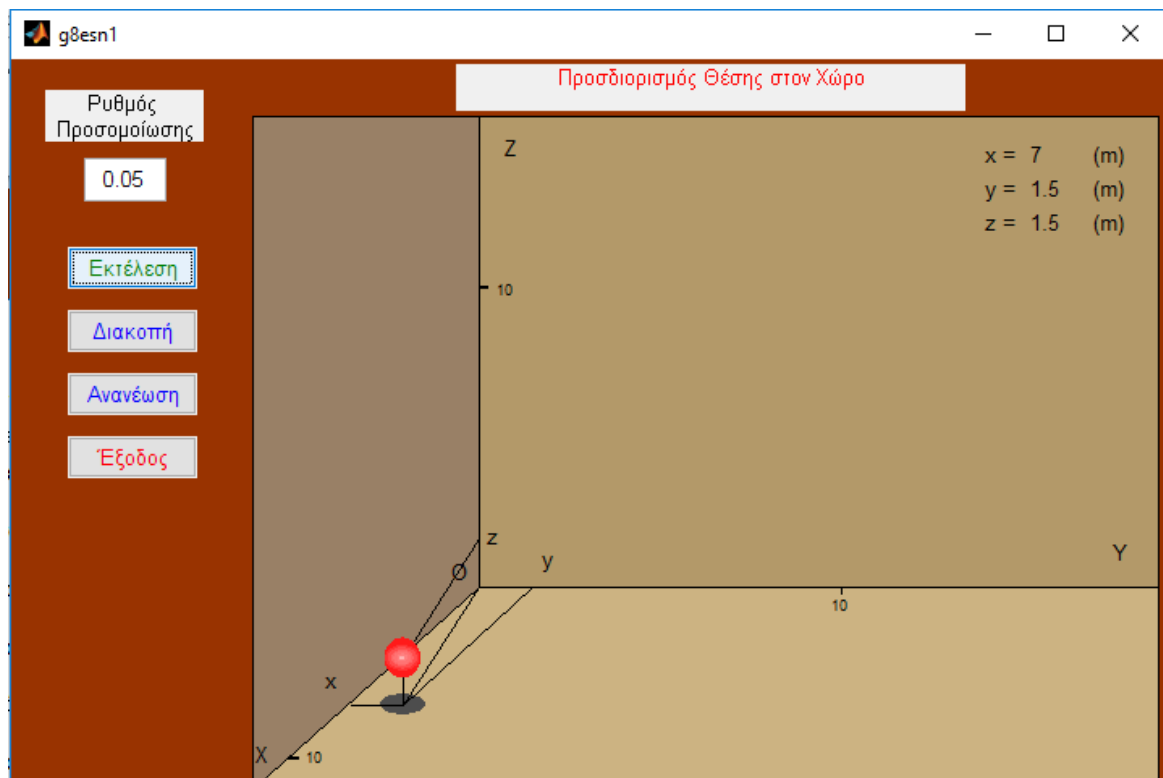 g8esn1
Προσδιορισμός Θέσης στον Χώρο
Ρυθμός
Προσομοίωσης
0.05
Εκτέλεση
Διακοπή
Ανανέωση
Έξοδος
Z
x = 7 (m)
y = 1.5 (m)
z = 1.5 (m)
10
z
y
Y
O
10
x
X
10